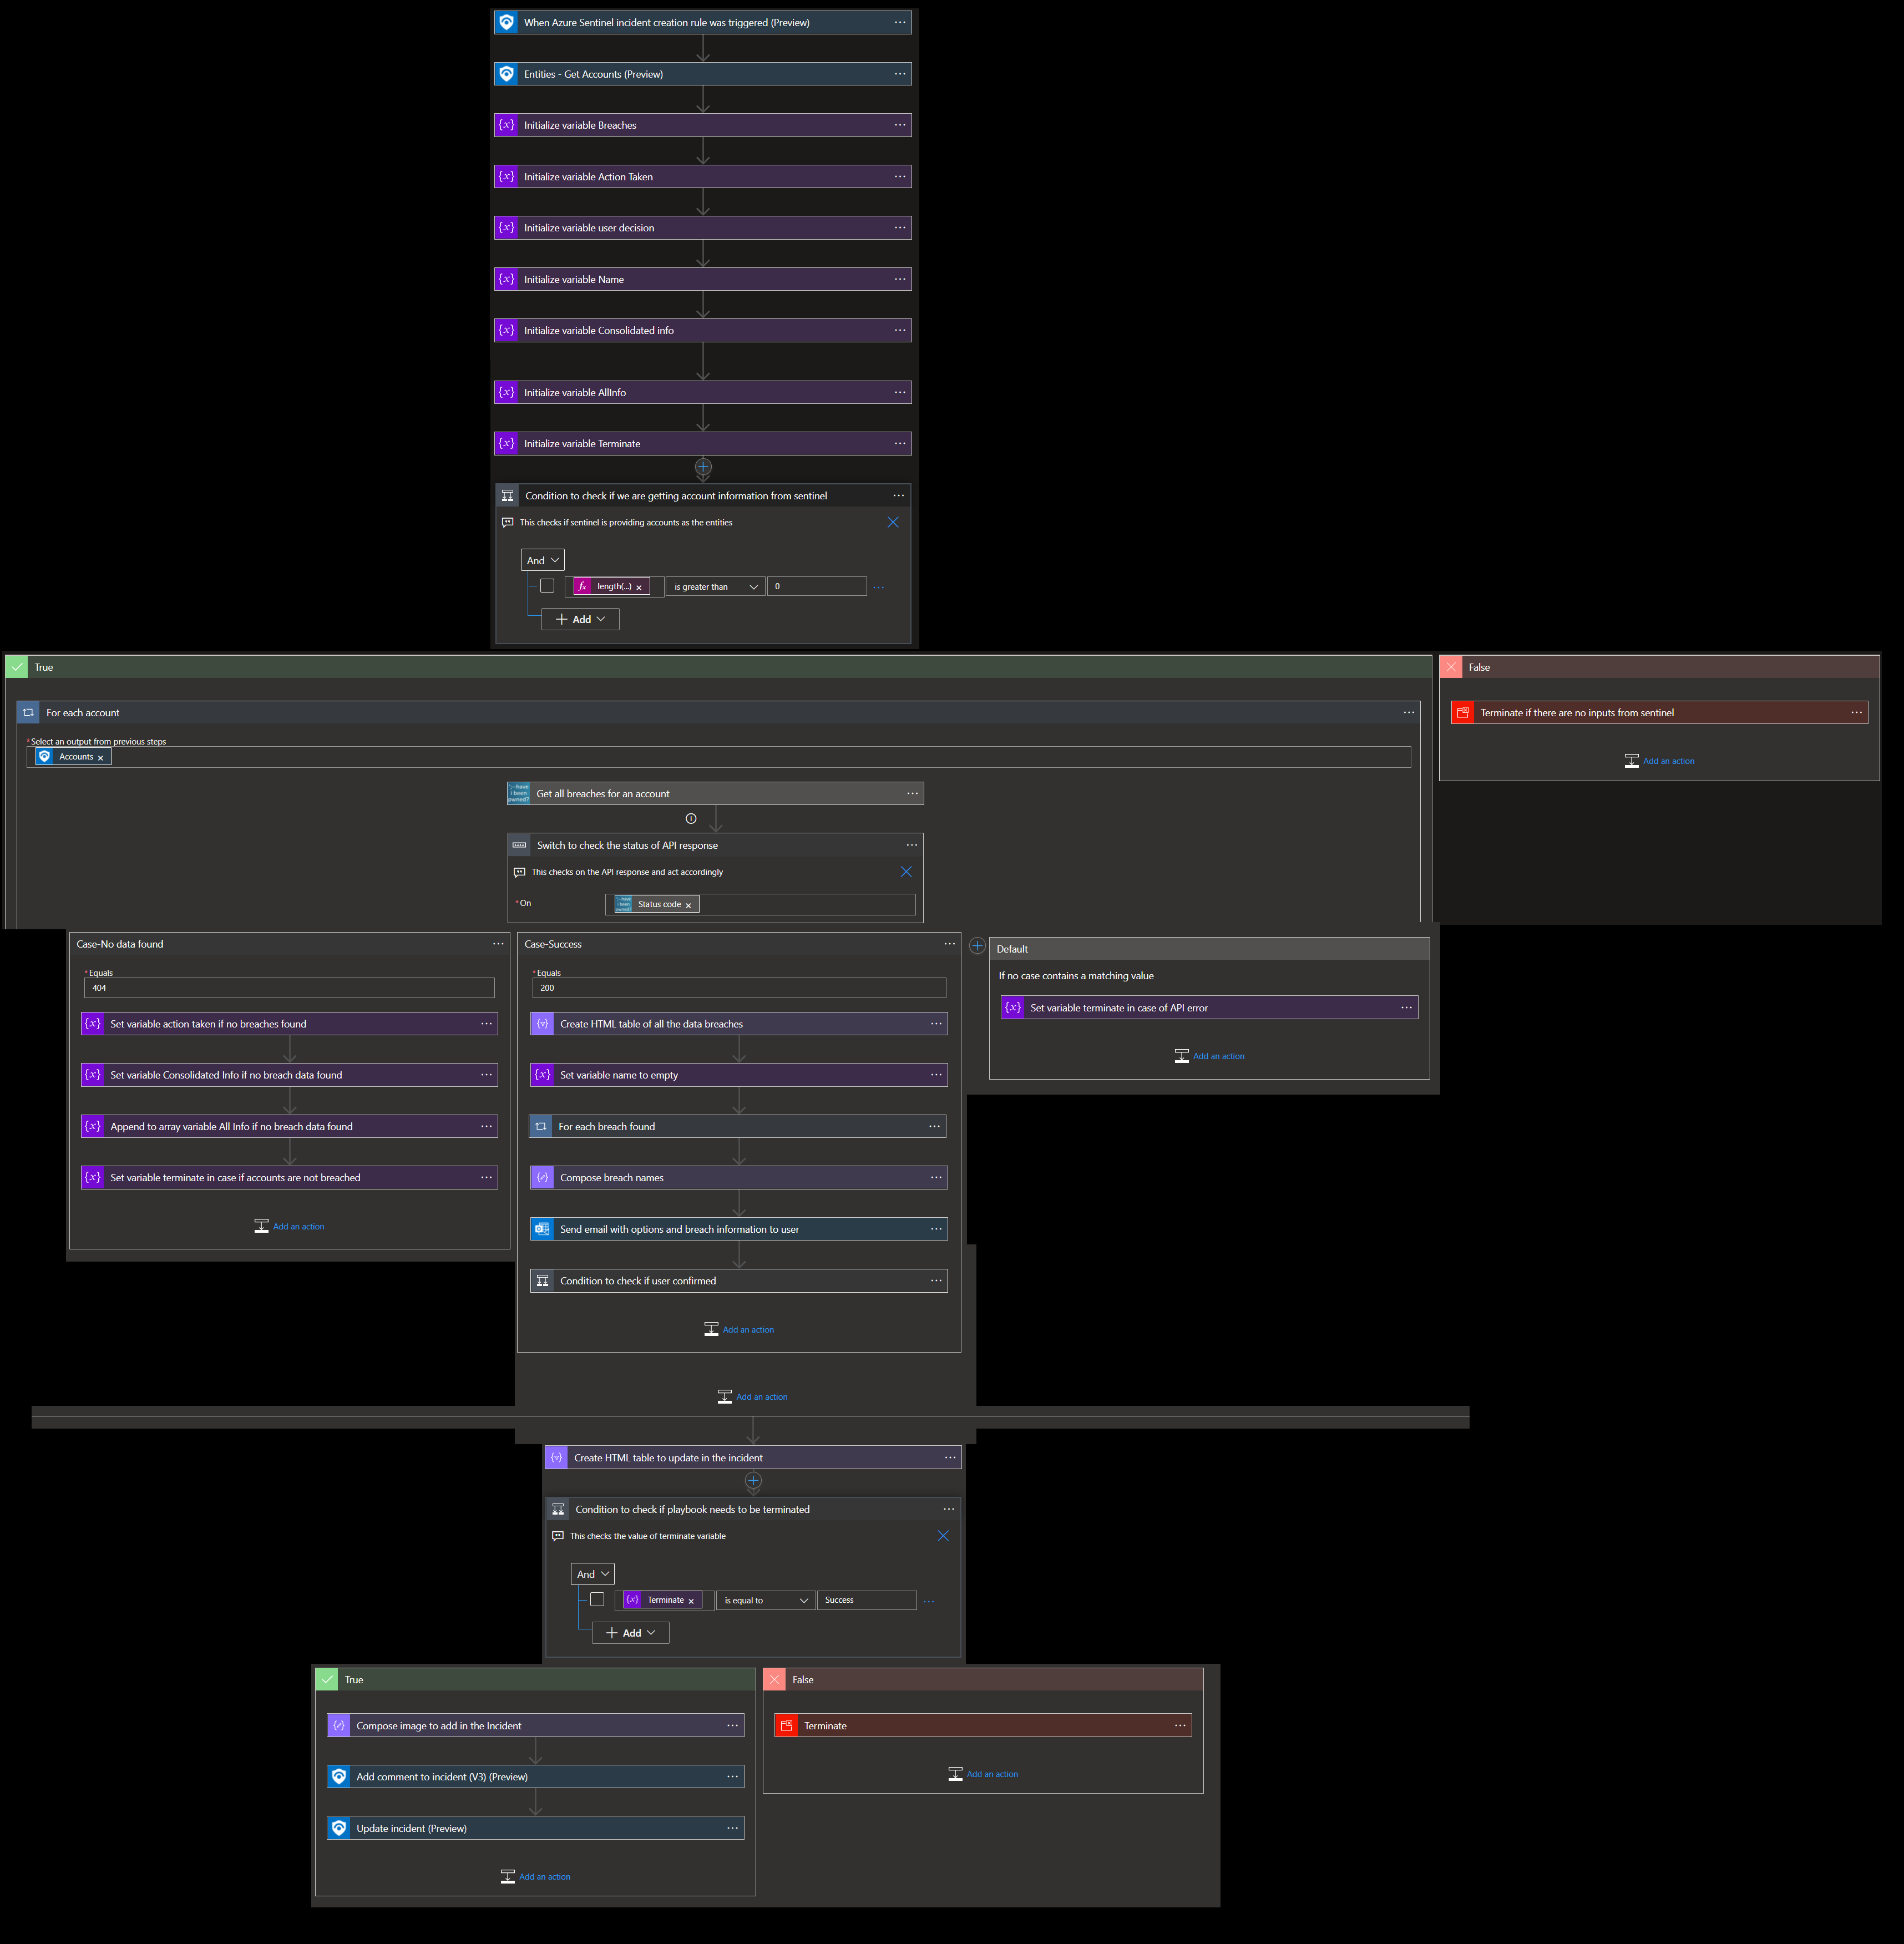 When Azure Sentinel incident creation rule was triggered (Preview)
Entities - Get Accounts (Preview)
{x} Initialize variable Breaches
{x} Initialize variable Action Taken
{x} Initialize variable user decision
{x} Initialize variable Name
{x} Initialize variable Consolidated info
{x} Initialize variable AllInfo
{x} Initialize variable Terminate
Condition to check if we are getting account information from sentinel
This checks if sentinel is providing accounts as the entities
And
fx length(...) × is greater than 0
Add
True
False
For each account
Terminate if there are no inputs from sentinel
* Select an output from previous steps
Accounts ×
Add an action
';--have i been pwned? Get all breaches for an account
Switch to check the status of API response
This checks on the API response and act accordingly
* On ';--have i been pwned? Status code ×
Case-No data found
* Equals
404
{x} Set variable action taken if no breaches found
{x} Set variable Consolidated Info if no breach data found
{x} Append to array variable All Info if no breach data found
{x} Set variable terminate in case if accounts are not breached
Add an action
Case-Success
* Equals
200
Create HTML table of all the data breaches
{x} Set variable name to empty
For each breach found
Compose breach names
Send email with options and breach information to user
Condition to check if user confirmed
Add an action
Default
If no case contains a matching value
{x} Set variable terminate in case of API error
Add an action
Add an action
Create HTML table to update in the incident
Condition to check if playbook needs to be terminated
This checks the value of terminate variable
And
{x} Terminate × is equal to Success
Add
True
Compose image to add in the Incident
Add comment to incident (V3) (Preview)
Update incident (Preview)
Add an action
False
Terminate
Add an action